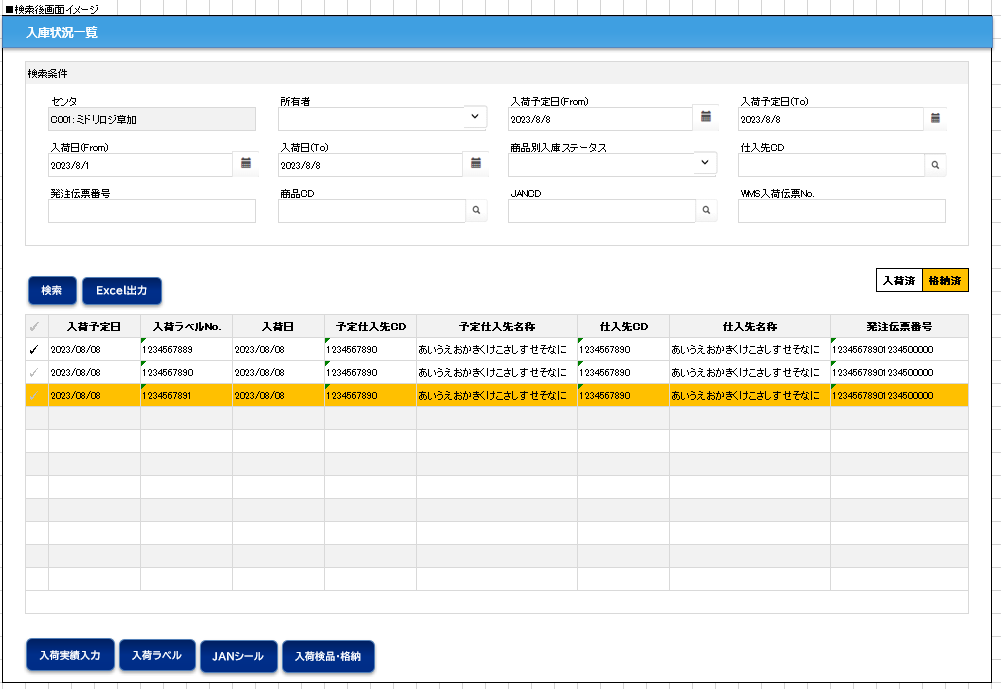 ■検索後画面イメージ
入庫状況一覧
検索条件
センタ 所有者 入荷予定日(From) 入荷予定日(To)
C001:ミドリロジ草加 2023/8/8 2023/8/8
入荷日(From) 入荷日(To) 商品別入庫ステータス 仕入先CD
2023/8/1 2023/8/8
発注伝票番号 商品CD JANCD WMS入荷伝票No.
入荷済 格納済
検索 Excel出力
✓ 入荷予定日 入荷ラベルNo. 入荷日 予定仕入先CD 予定仕入先名称 仕入先CD 仕入先名称 発注伝票番号
✓ 2023/08/08 1234567889 2023/08/08 1234567890 あいうえおかきくけこさしすせそなに 1234567890 あいうえおかきくけこさしすせそなに 12345678901234500000
✓ 2023/08/08 1234567890 2023/08/08 1234567890 あいうえおかきくけこさしすせそなに 1234567890 あいうえおかきくけこさしすせそなに 12345678901234500000
✓ 2023/08/08 1234567891 2023/08/08 1234567890 あいうえおかきくけこさしすせそなに 1234567890 あいうえおかきくけこさしすせそなに 12345678901234500000
入荷実績入力 入荷ラベル JANシール 入荷検品・格納